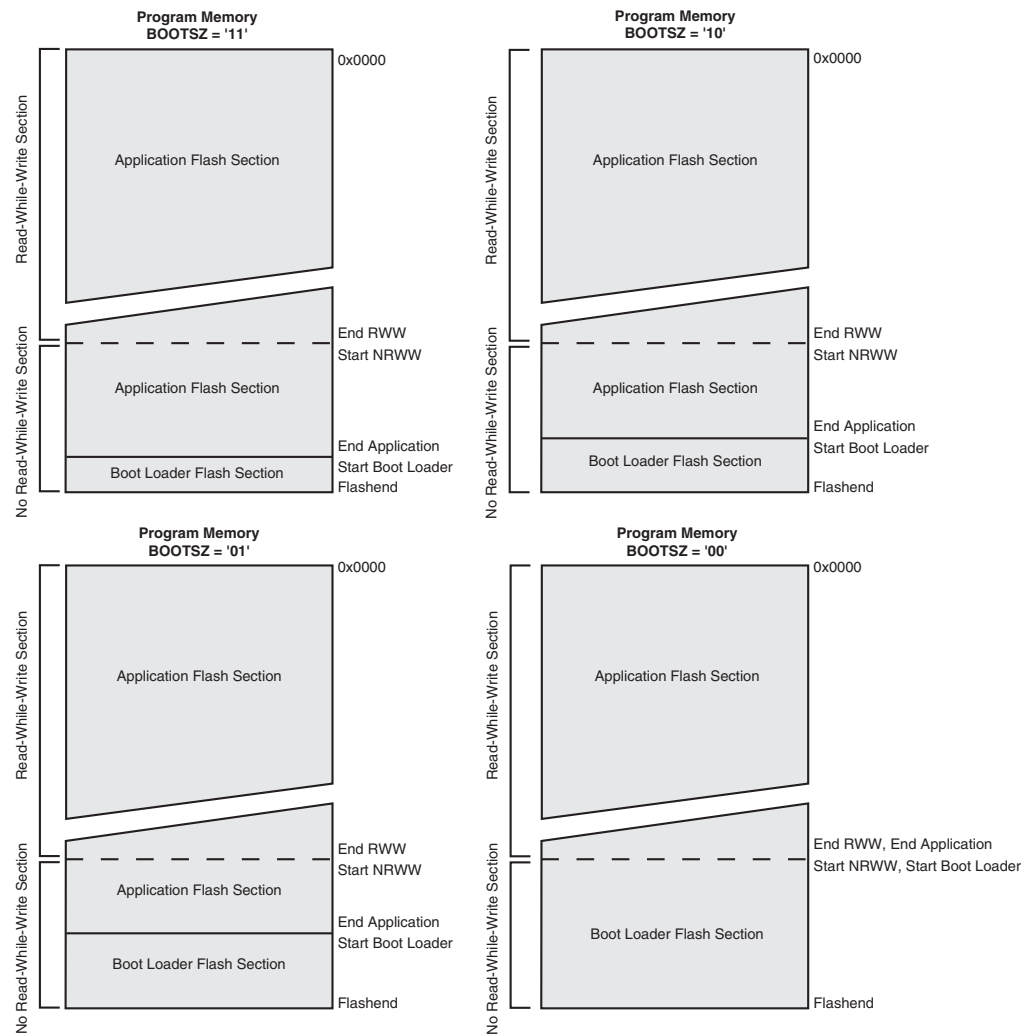 Program Memory
BOOTSZ = '11'
0x0000
Read-While-Write Section
Application Flash Section
End RWW
Start NRWW
No Read-While-Write Section
Application Flash Section
End Application
Start Boot Loader
Boot Loader Flash Section
Flashend
Program Memory
BOOTSZ = '10'
0x0000
Read-While-Write Section
Application Flash Section
End RWW
Start NRWW
No Read-While-Write Section
Application Flash Section
End Application
Start Boot Loader
Boot Loader Flash Section
Flashend
Program Memory
BOOTSZ = '01'
0x0000
Read-While-Write Section
Application Flash Section
End RWW
Start NRWW
No Read-While-Write Section
Application Flash Section
End Application
Start Boot Loader
Boot Loader Flash Section
Flashend
Program Memory
BOOTSZ = '00'
0x0000
Read-While-Write Section
Application Flash Section
End RWW, End Application
Start NRWW, Start Boot Loader
No Read-While-Write Section
Boot Loader Flash Section
Flashend